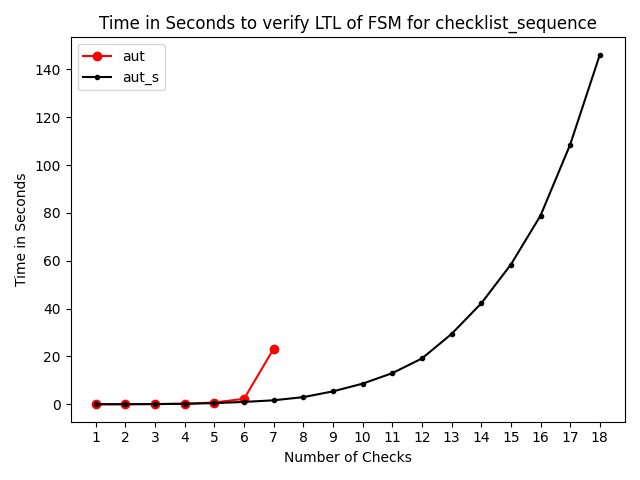 Time in Seconds to verify LTL of FSM for checklist_sequence
aut
aut_s
Time in Seconds
140
120
100
80
60
40
20
0
1 2 3 4 5 6 7 8 9 10 11 12 13 14 15 16 17 18
Number of Checks